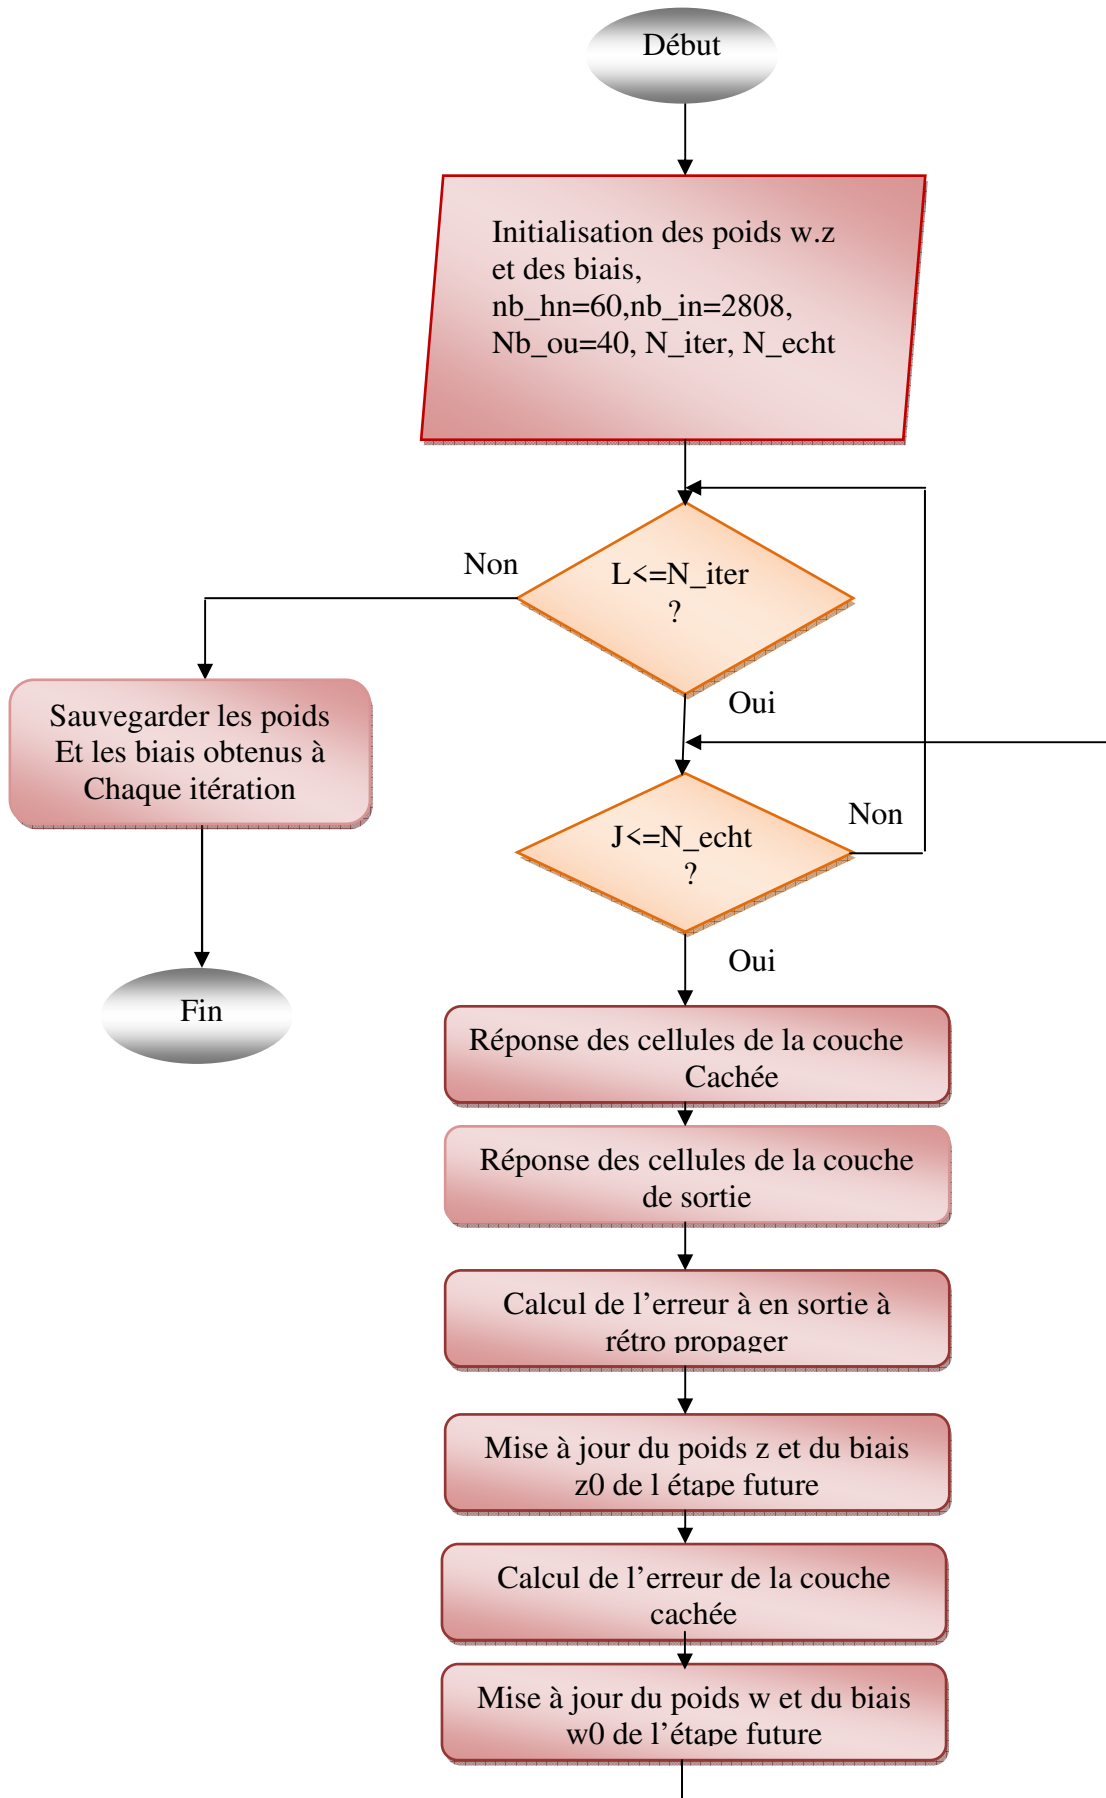 Début
Initialisation des poids w.z
et des biais,
nb_hn=60,nb_in=2808,
Nb_ou=40, N_iter, N_echt
Non
L<=N_iter
?
Oui
Sauvegarder les poids
Et les biais obtenus à
Chaque itération
Non
J<=N_echt
?
Oui
Fin
Réponse des cellules de la couche
Cachée
Réponse des cellules de la couche
de sortie
Calcul de l’erreur à en sortie à
rétro propager
Mise à jour du poids z et du biais
z0 de l étape future
Calcul de l’erreur de la couche
cachée
Mise à jour du poids w et du biais
w0 de l’étape future